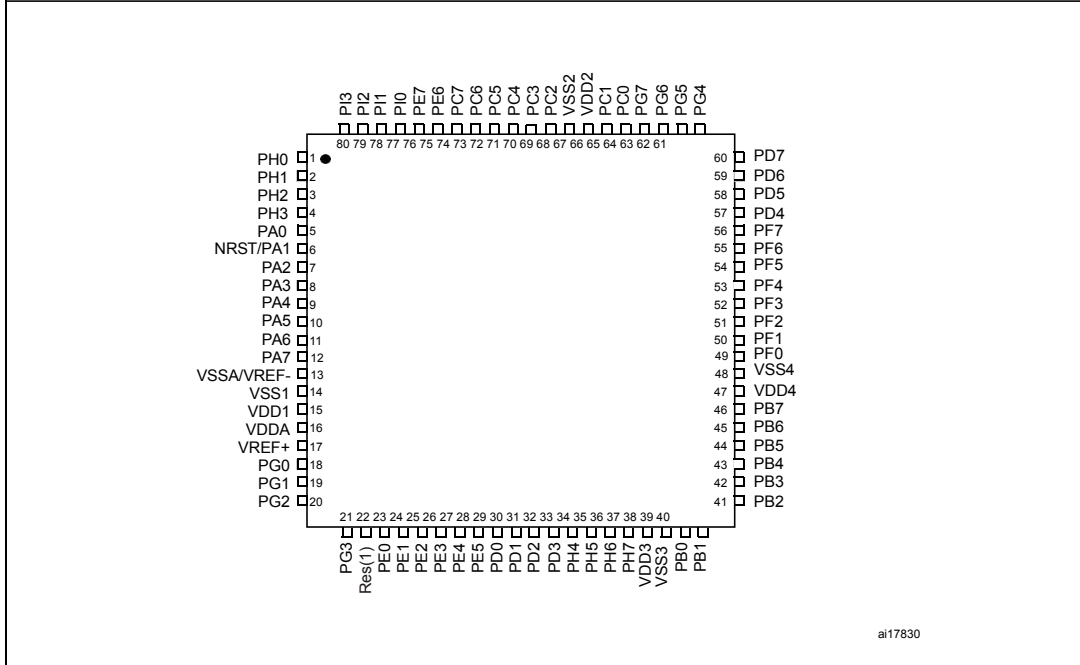 PI3 PI2 PI1 PI0 PE7 PE6 PC7 PC6 PC5 PC4 PC3 PC2 VSS2 VDD2 PC1 PC0 PG7 PG6 PG5 PG4
80 79 78 77 76 75 74 73 72 71 70 69 68 67 66 65 64 63 62 61
PH0 1 60 PD7
PH1 2 59 PD6
PH2 3 58 PD5
PH3 4 57 PD4
PA0 5 56 PF7
NRST/PA1 6 55 PF6
PA2 7 54 PF5
PA3 8 53 PF4
PA4 9 52 PF3
PA5 10 51 PF2
PA6 11 50 PF1
PA7 12 49 PF0
VSSA/VREF- 13 48 VSS4
VSS1 14 47 VDD4
VDD1 15 46 PB7
VDDA 16 45 PB6
VREF+ 17 44 PB5
PG0 18 43 PB4
PG1 19 42 PB3
PG2 20 41 PB2
21 22 23 24 25 26 27 28 29 30 31 32 33 34 35 36 37 38 39 40
PG3 Res(1) PE0 PE1 PE2 PE3 PE4 PE5 PD0 PD1 PD2 PD3 PH4 PH5 PH6 PH7 VDD3 VSS3 PB0 PB1
ai17830